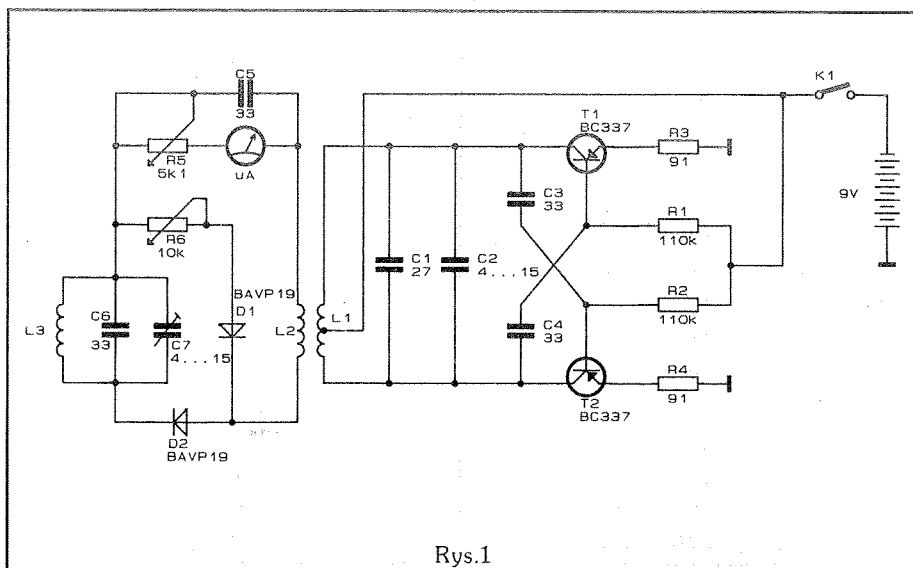 C5
33
R5
5k1
uA
R6
10k
BAVP19
D1
L3
C6
33
C7
4...15
D2
BAVP19
L2
L1
C1
27
C2
4...15
C3
33
C4
33
T1
BC337
R3
91
R1
110k
R2
110k
T2
BC337
R4
91
K1
9V
Rys.1